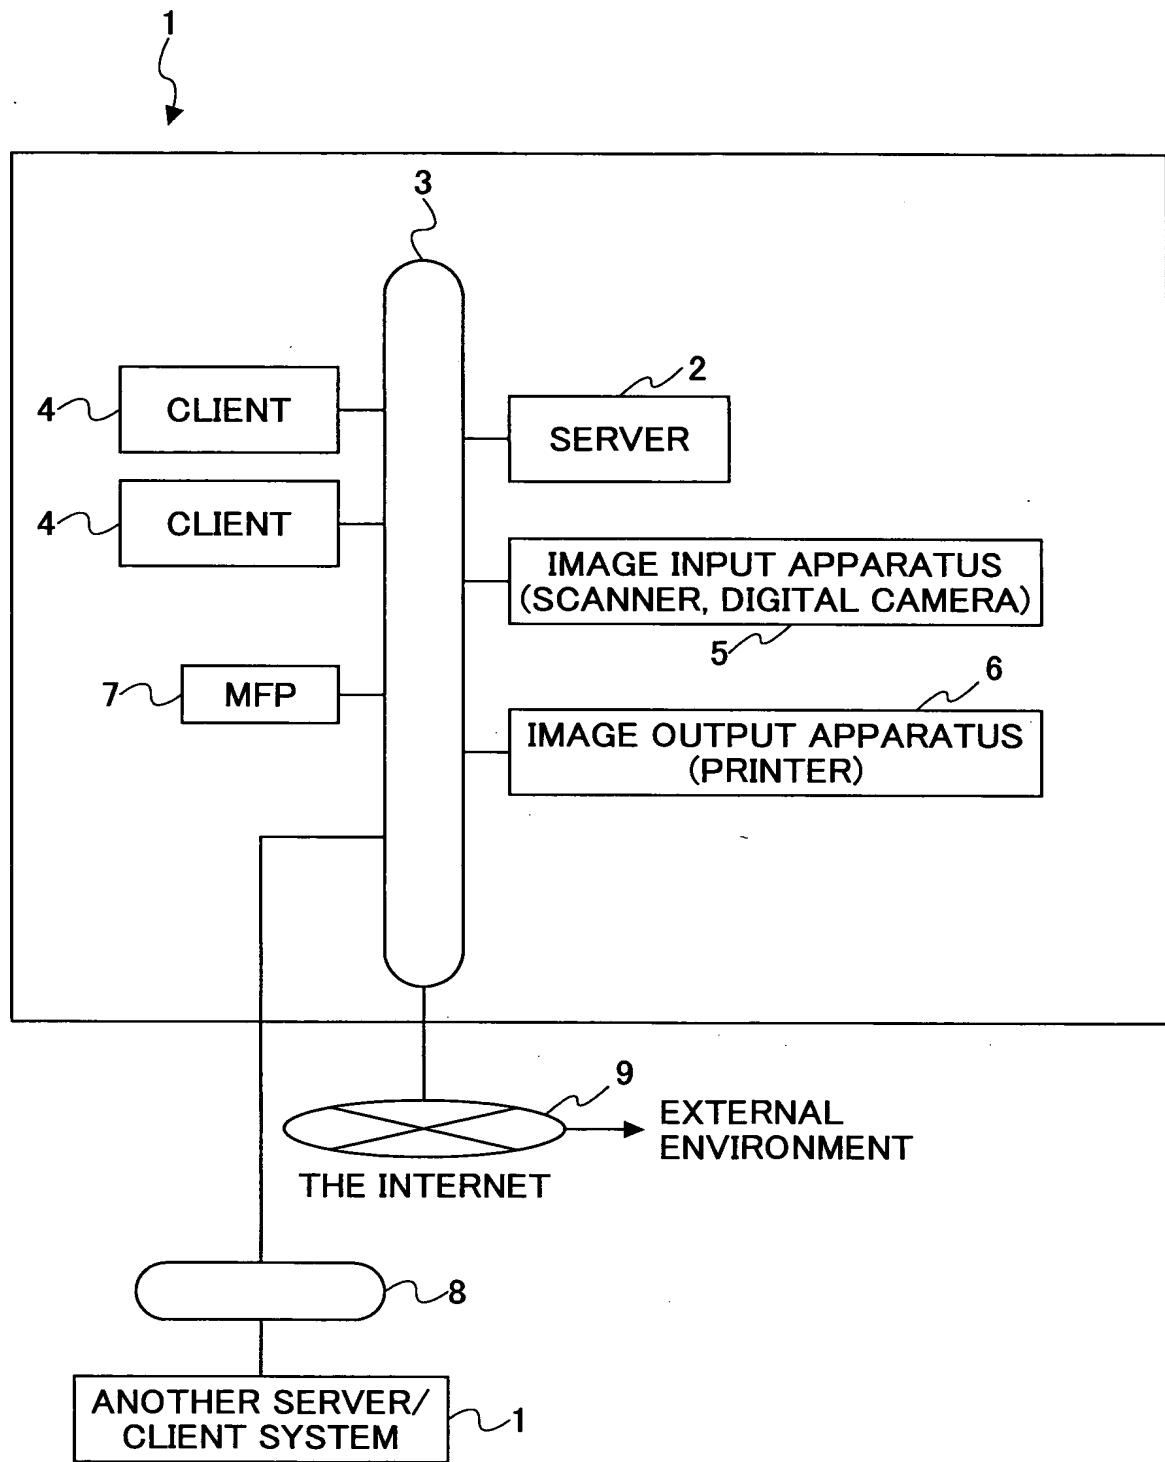 1
3
2
4 CLIENT
SERVER
4 CLIENT
IMAGE INPUT APPARATUS
(SCANNER, DIGITAL CAMERA)
5
6
7 MFP
IMAGE OUTPUT APPARATUS
(PRINTER)
9
EXTERNAL
ENVIRONMENT
THE INTERNET
8
ANOTHER SERVER/
CLIENT SYSTEM
1